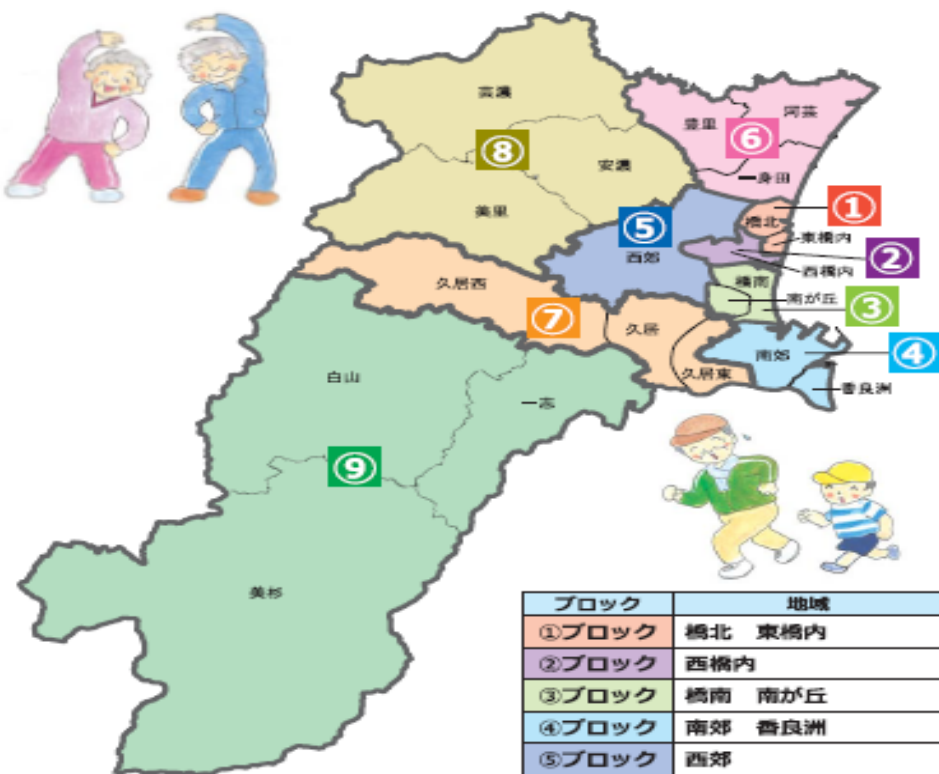 芸濃
豊里
阿芸
⑥
⑧
安濃
一身田
美里
⑤
橋北
①
東橋内
西郊
②
西橋内
久居西
橋南
南が丘
③
⑦
久居
南郊
④
白山
久居東
香良洲
一志
⑨
美杉
ブロック 地域
①ブロック 橋北 東橋内
②ブロック 西橋内
③ブロック 橋南 南が丘
④ブロック 南郊 香良洲
⑤ブロック 西郊